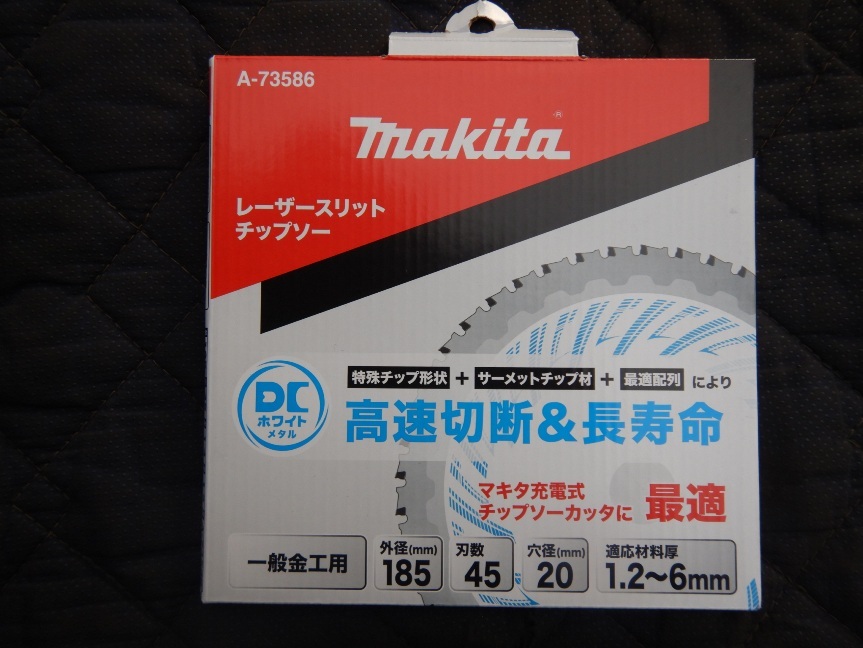 A-73586
makita®
レーザースリット
チップソー
DC
ホワイト
メタル
特殊チップ形状 + サーメットチップ材 + 最適配列 により
高速切断&長寿命
マキタ充電式
チップソーカッタに 最適
一般金工用
外径(mm)
185
刃数
45
穴径(mm)
20
適応材料厚
1.2〜6mm